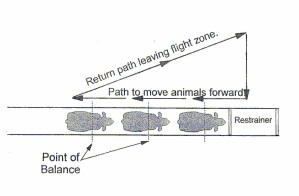 Return path leaving flight zone.
Path to move animals forward
Restrainer
Point of
Balance